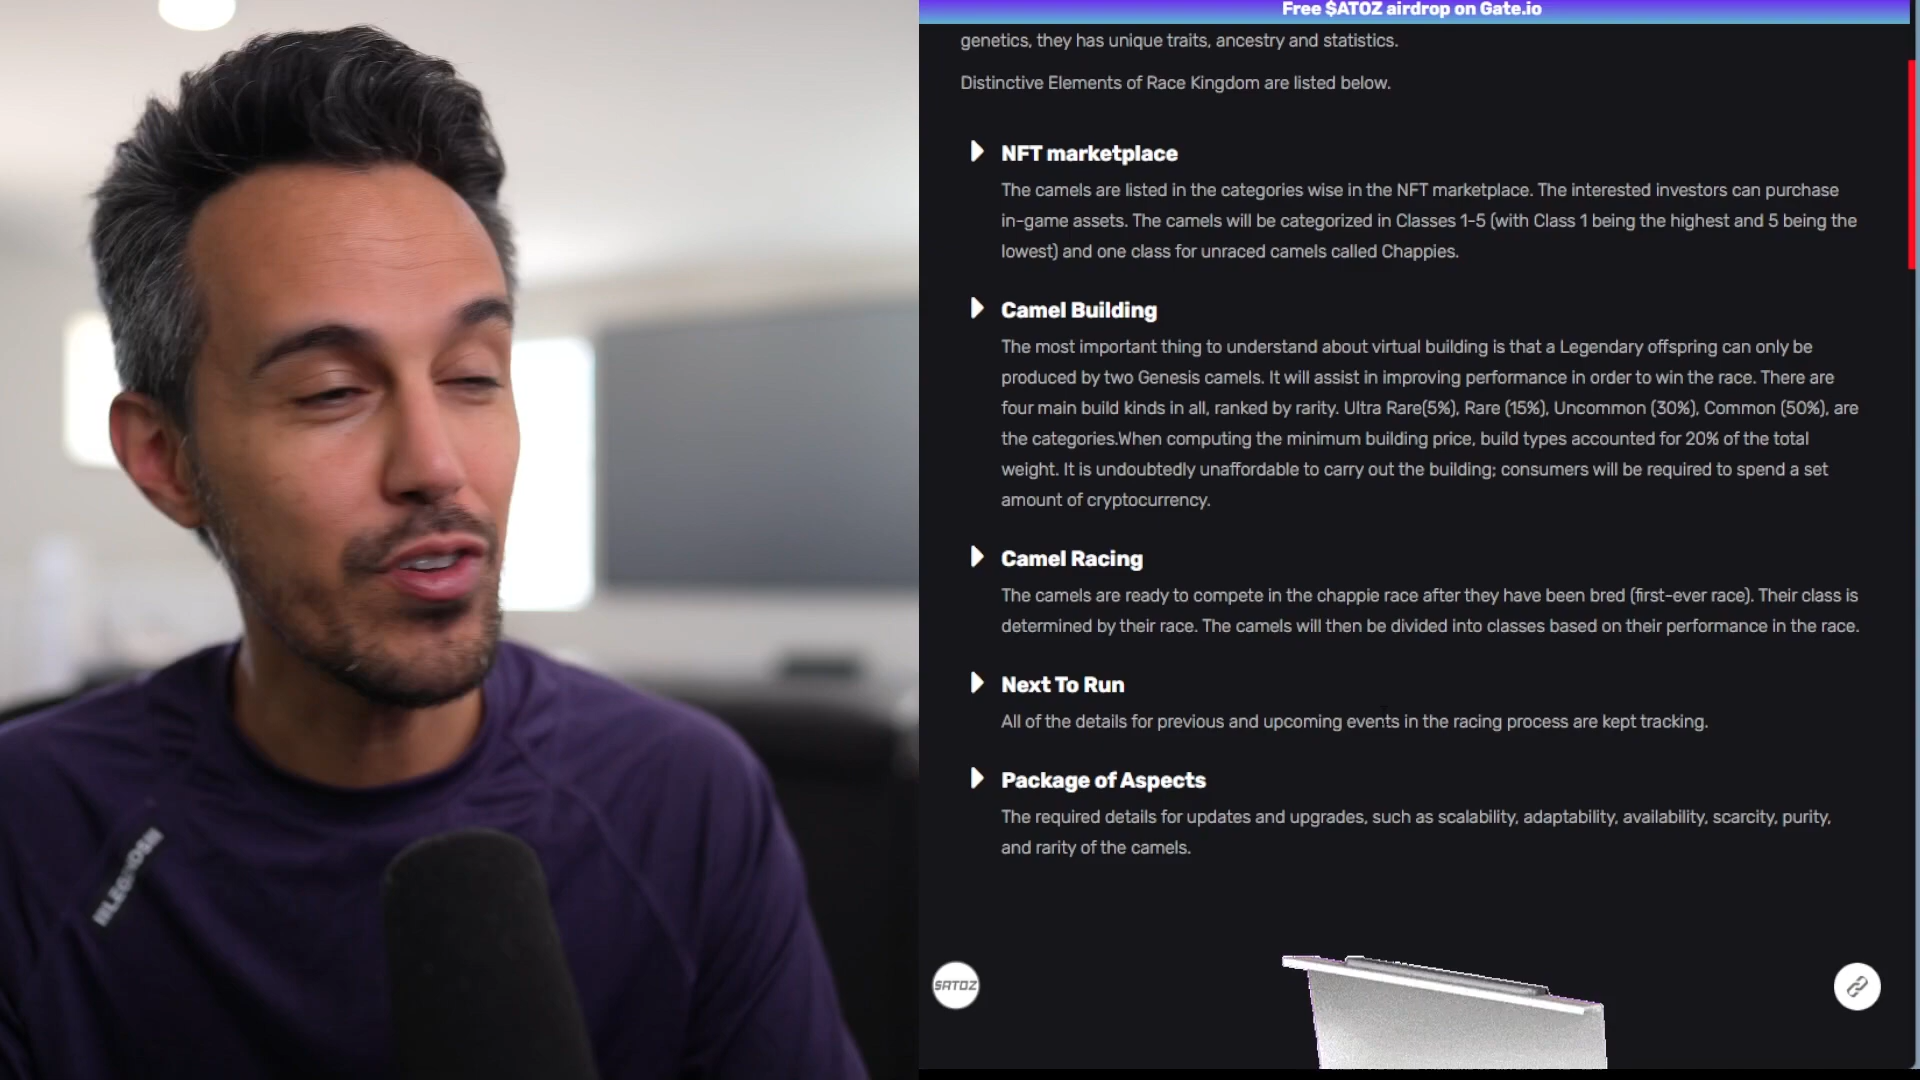 Free $ATOZ airdrop on Gate.io
genetics, they has unique traits, ancestry and statistics.
Distinctive Elements of Race Kingdom are listed below.
NFT marketplace
The camels are listed in the categories wise in the NFT marketplace. The interested investors can purchase
in-game assets. The camels will be categorized in Classes 1-5 (with Class 1 being the highest and 5 being the
lowest) and one class for unraced camels called Chappies.
Camel Building
The most important thing to understand about virtual building is that a Legendary offspring can only be
produced by two Genesis camels. It will assist in improving performance in order to win the race. There are
four main build kinds in all, ranked by rarity. Ultra Rare(5%), Rare (15%), Uncommon (30%), Common (50%), are
the categories.When computing the minimum building price, build types accounted for 20% of the total
weight. It is undoubtedly unaffordable to carry out the building; consumers will be required to spend a set
amount of cryptocurrency.
Camel Racing
The camels are ready to compete in the chappie race after they have been bred (first-ever race). Their class is
determined by their race. The camels will then be divided into classes based on their performance in the race.
Next To Run
All of the details for previous and upcoming events in the racing process are kept tracking.
Package of Aspects
The required details for updates and upgrades, such as scalability, adaptability, availability, scarcity, purity,
and rarity of the camels.
$ATOZ